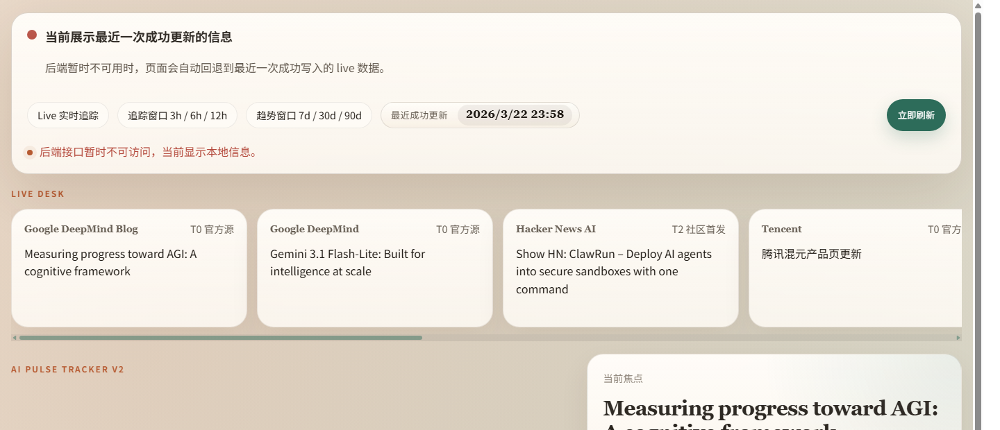 当前展示最近一次成功更新的信息
后端暂时不可用时，页面会自动回退到最近一次成功写入的 live 数据。
Live 实时追踪
追踪窗口 3h / 6h / 12h
趋势窗口 7d / 30d / 90d
最近成功更新 2026/3/22 23:58
立即刷新
后端接口暂时不可访问，当前显示本地信息。
LIVE DESK
Google DeepMind Blog
T0 官方源
Measuring progress toward AGI: A
cognitive framework
Google DeepMind
T0 官方源
Gemini 3.1 Flash-Lite: Built for
intelligence at scale
Hacker News AI
T2 社区首发
Show HN: ClawRun – Deploy AI agents
into secure sandboxes with one
command
Tencent
T0 官方
腾讯混元产品页更新
AI PULSE TRACKER V2
当前焦点
Measuring progress toward AGI:
A cognitive framework